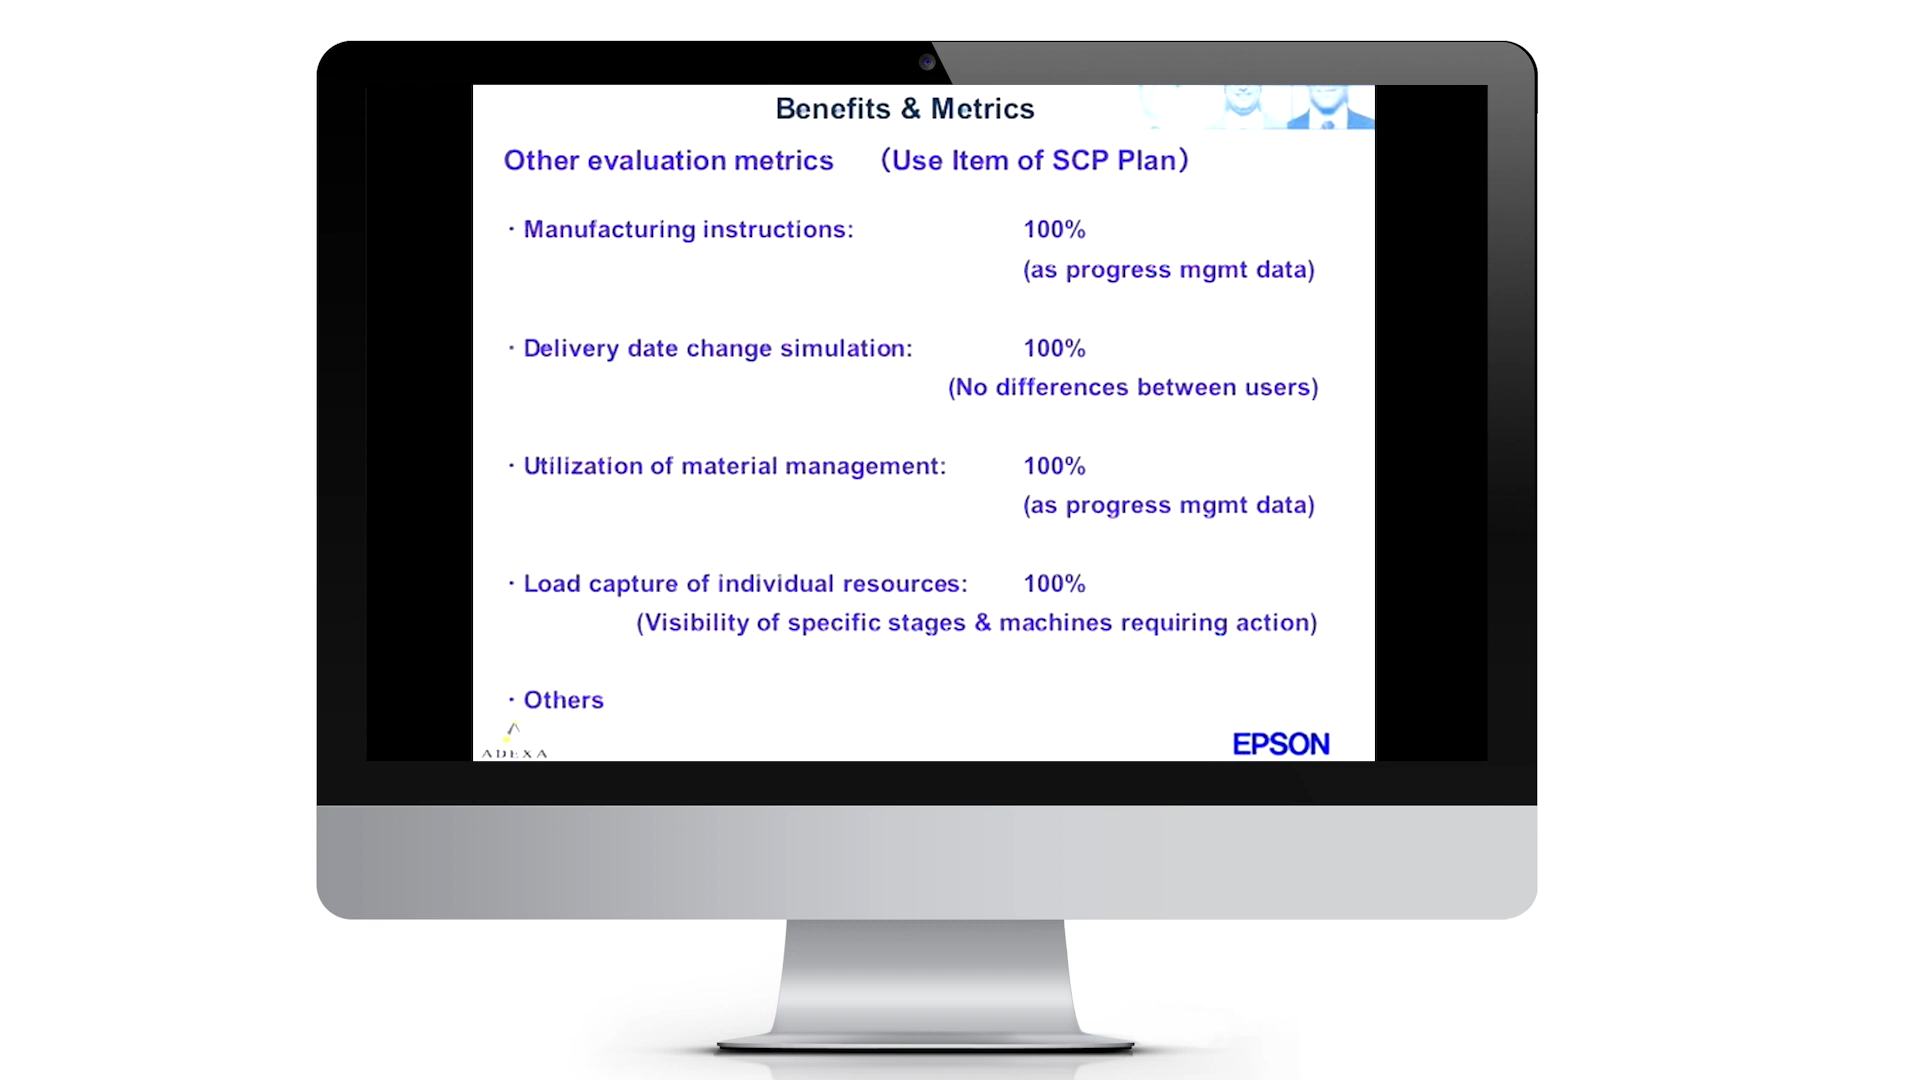 Benefits & Metrics
Other evaluation metrics (Use Item of SCP Plan)
· Manufacturing instructions: 100%
(as progress mgmt data)
· Delivery date change simulation: 100%
(No differences between users)
· Utilization of material management: 100%
(as progress mgmt data)
· Load capture of individual resources: 100%
(Visibility of specific stages & machines requiring action)
· Others
ADEXA
EPSON